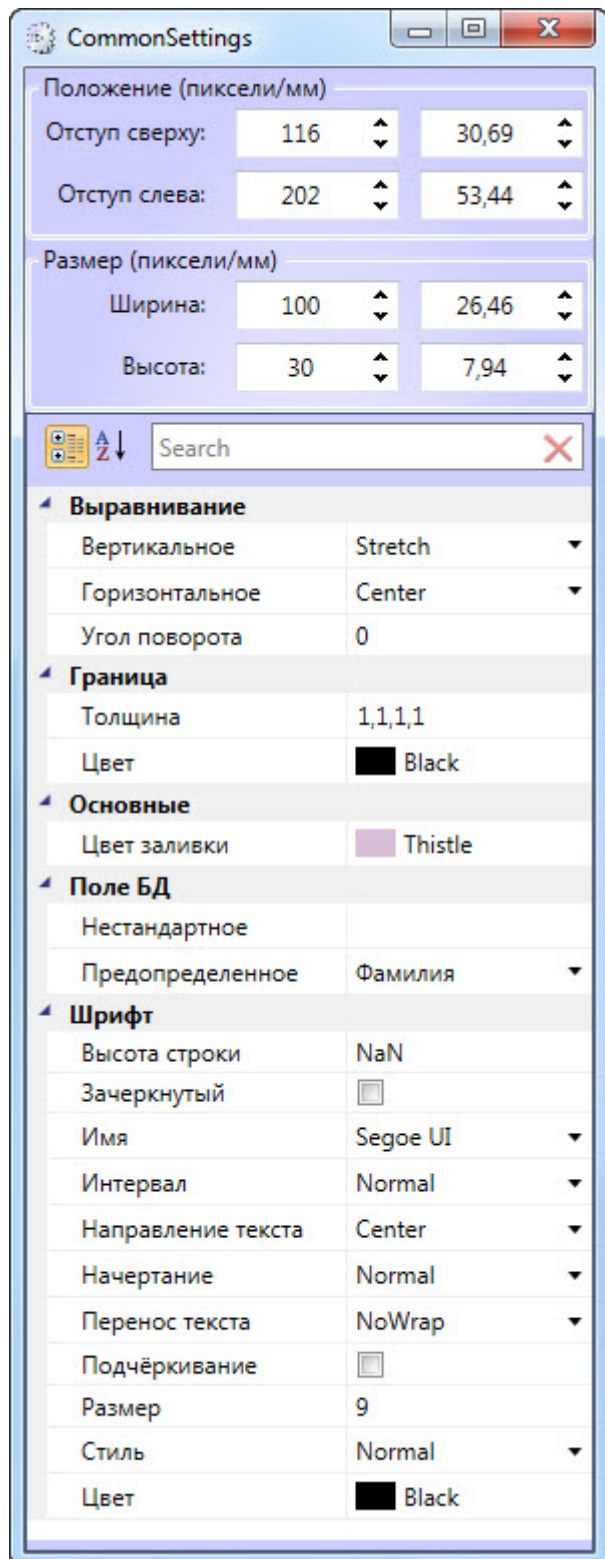 CommonSettings
Положение (пиксели/мм)
Отступ сверху: 116 30,69
Отступ слева: 202 53,44
Размер (пиксели/мм)
Ширина: 100 26,46
Высота: 30 7,94
A Z Search
Выравнивание
Вертикальное Stretch
Горизонтальное Center
Угол поворота 0
Граница
Толщина 1,1,1,1
Цвет Black
Основные
Цвет заливки Thistle
Поле БД
Нестандартное
Предопределенное Фамилия
Шрифт
Высота строки NaN
Зачеркнутый
Имя Segoe UI
Интервал Normal
Направление текста Center
Начертание Normal
Перенос текста NoWrap
Подчёркивание
Размер 9
Стиль Normal
Цвет Black